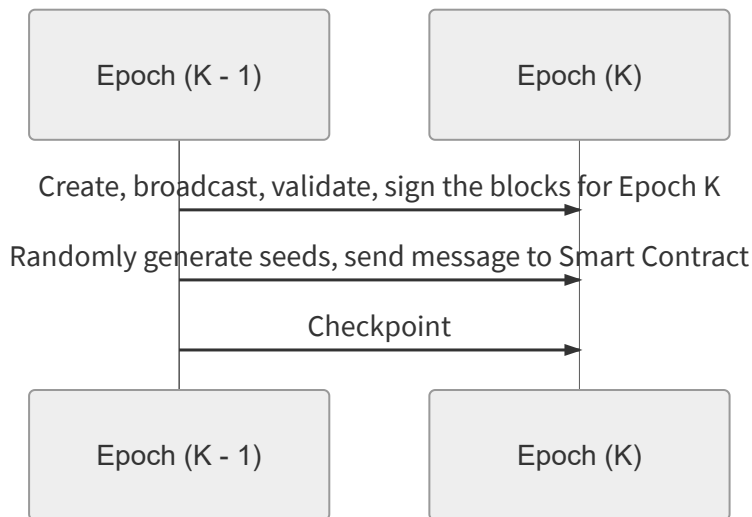 Epoch (K - 1)
Epoch (K)
Create, broadcast, validate, sign the blocks for Epoch K
Randomly generate seeds, send message to Smart Contract
Checkpoint
Epoch (K - 1)
Epoch (K)